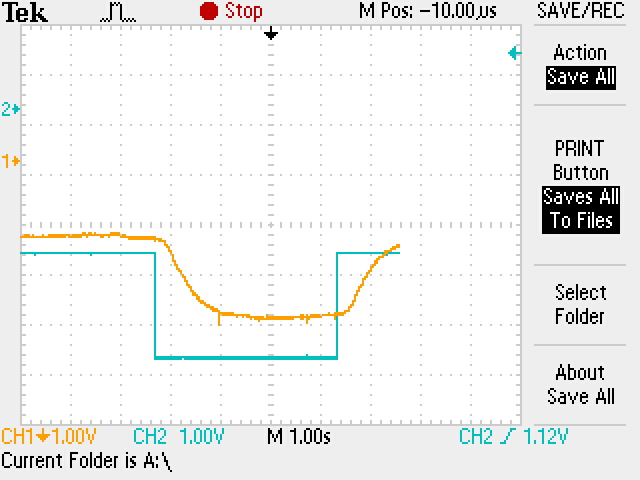 Tek Stop M Pos: -10.00µs SAVE/REC
Action
Save All
2
1
PRINT
Button
Saves All
To Files
Select
Folder
About
Save All
CH1 1.00V CH2 1.00V M 1.00s CH2 1.12V
Current Folder is A:\